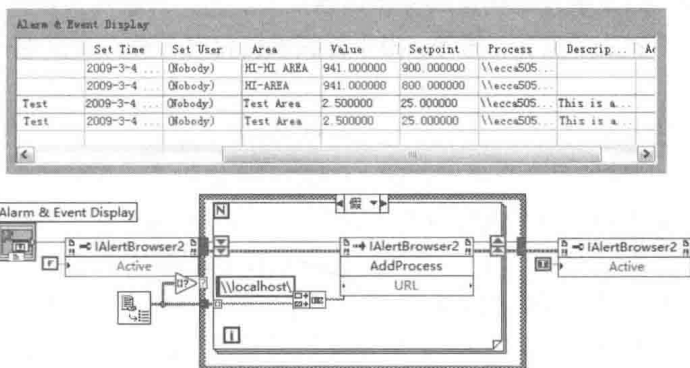 Alarm & Event Display
Set Time Set User Area Value Setpoint Process Descrip... Ac
2009-3-4 ... (Nobody) HI-HI AREA 941.000000 900.000000 \\ecca505...
2009-3-4 ... (Nobody) HI-AREA 941.000000 800.000000 \\ecca505...
Test 2009-3-4 ... (Nobody) Test Area 2.500000 25.000000 \\ecca505... This is a...
Test 2009-3-4 ... (Nobody) Test Area 2.500000 25.000000 \\ecca505... This is a...
Alarm & Event Display
N
假
IAlertBrowser2
Active
F
\\localhost\
IAlertBrowser2
AddProcess
URL
i
IAlertBrowser2
Active